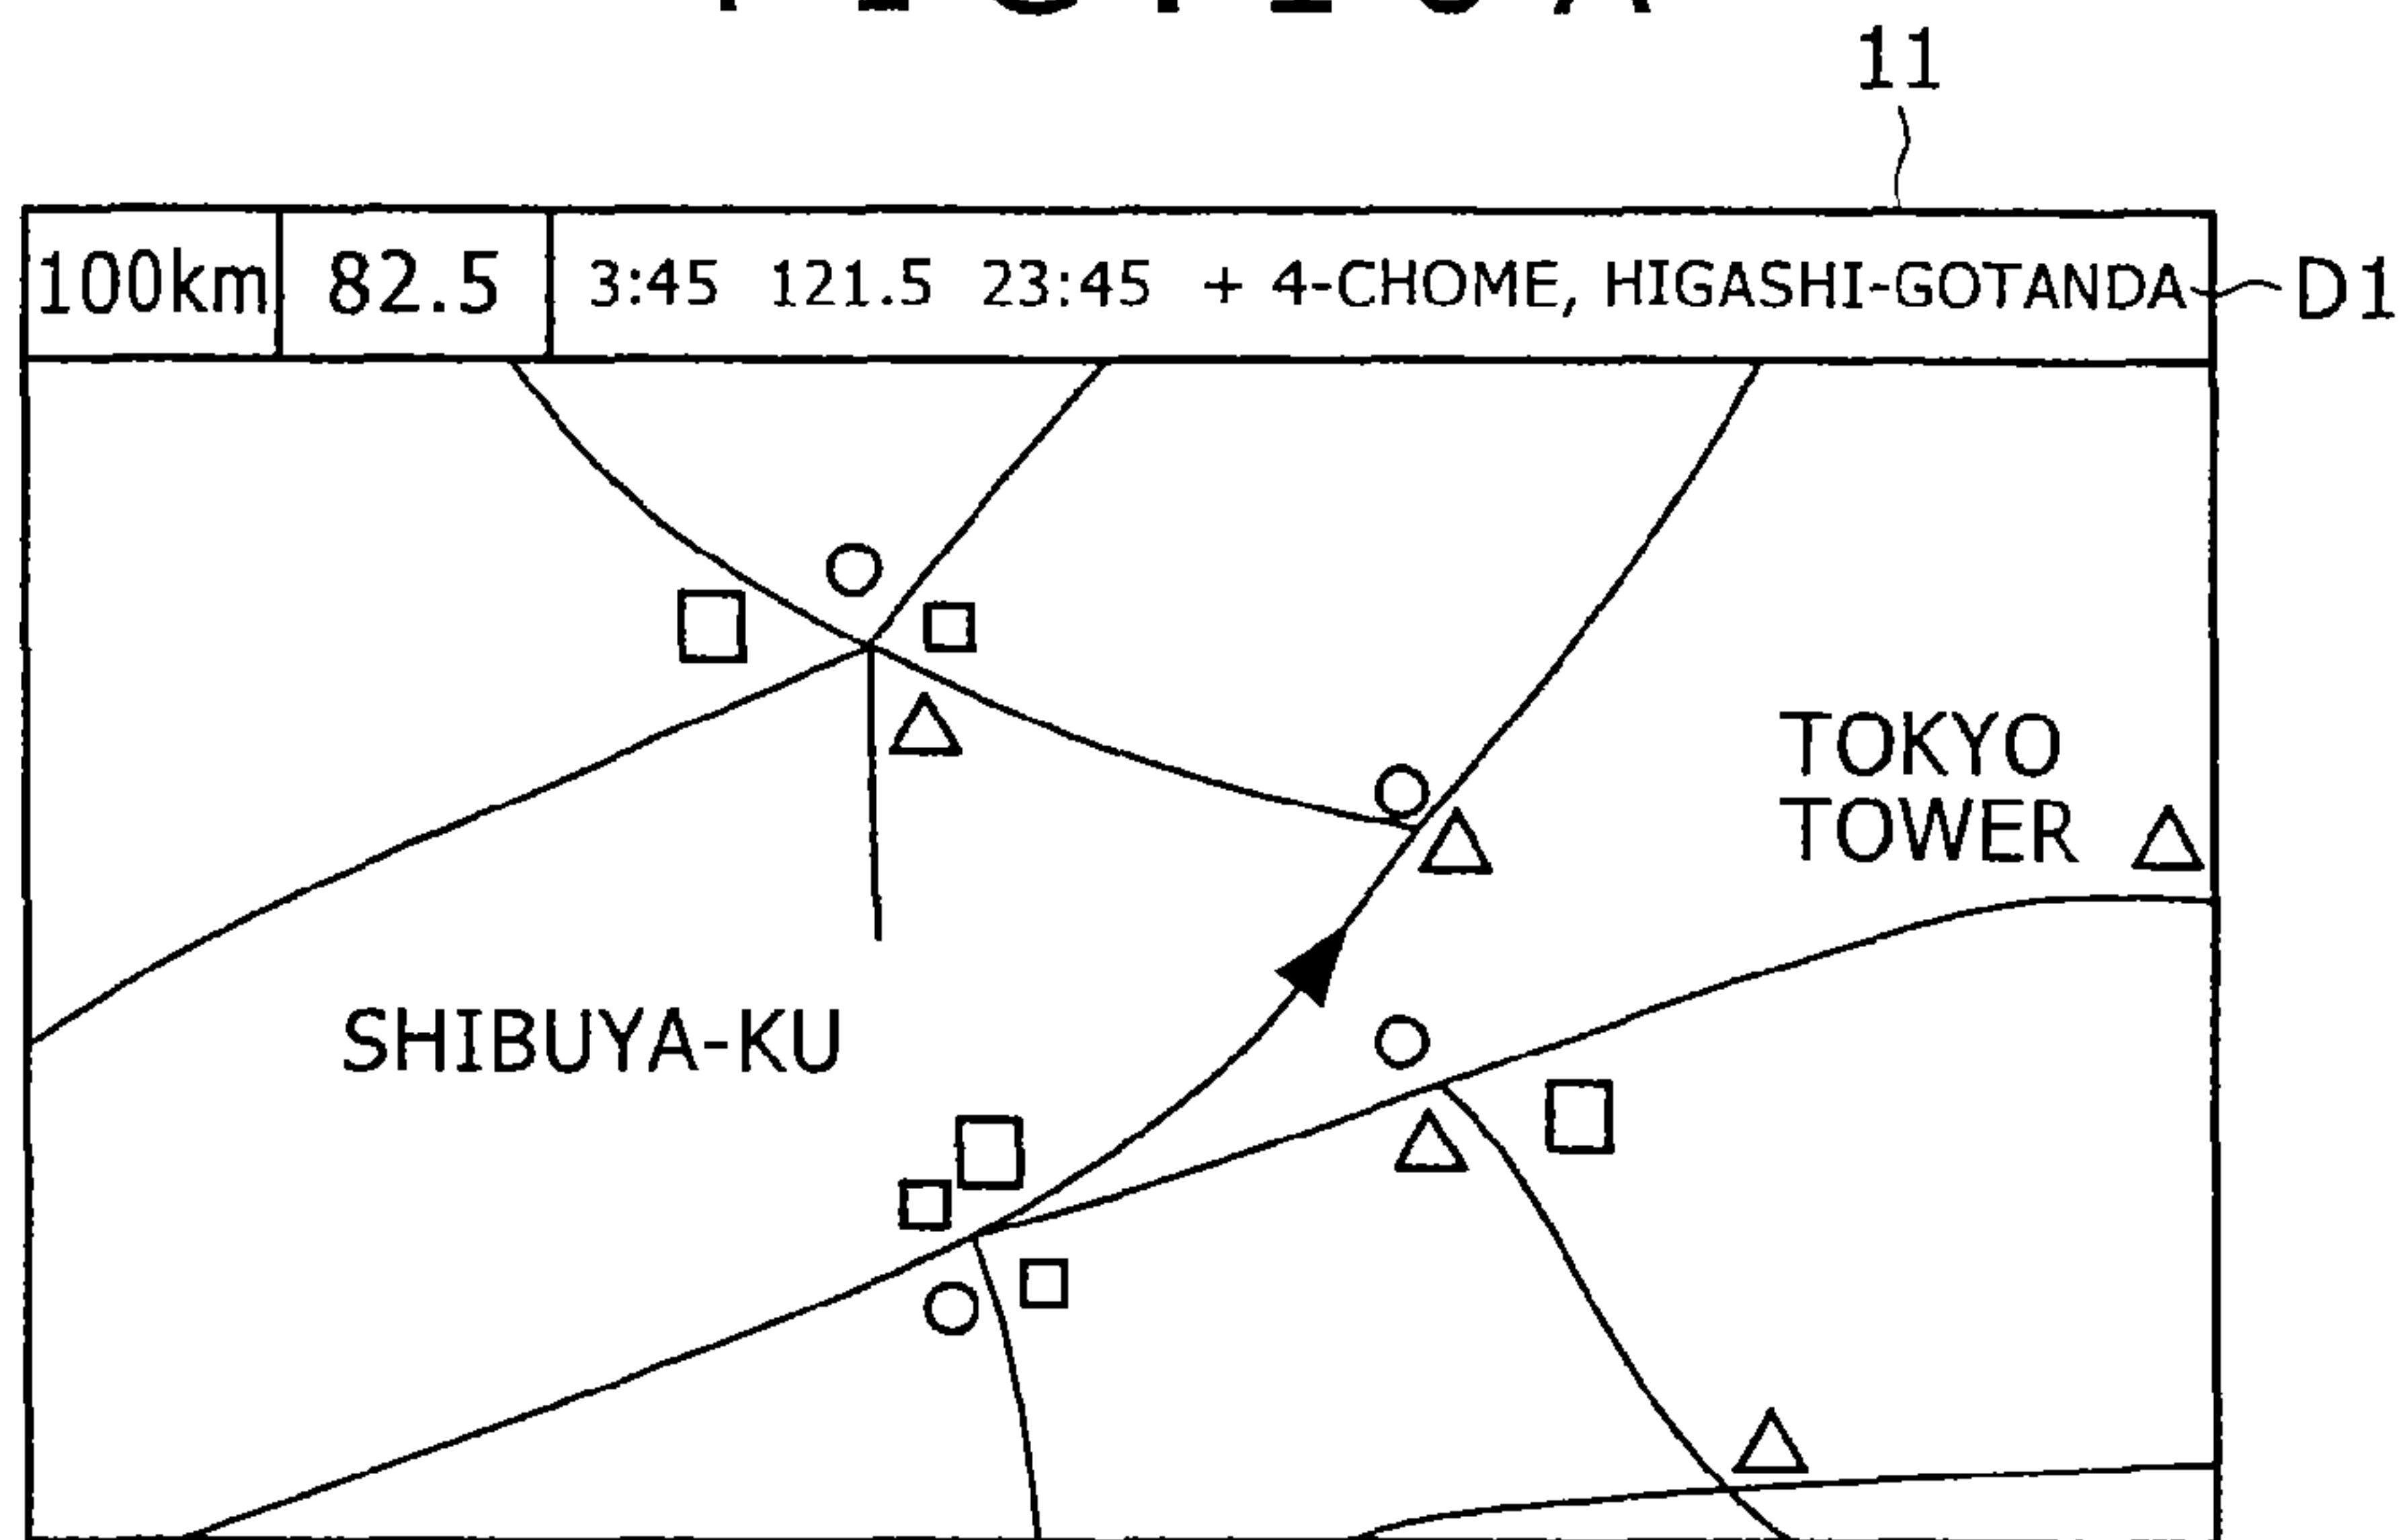 11
100km 82.5 3:45 121.5 23:45 + 4-CHOME, HIGASHI-GOTANDA D1
TOKYO
TOWER
SHIBUYA-KU